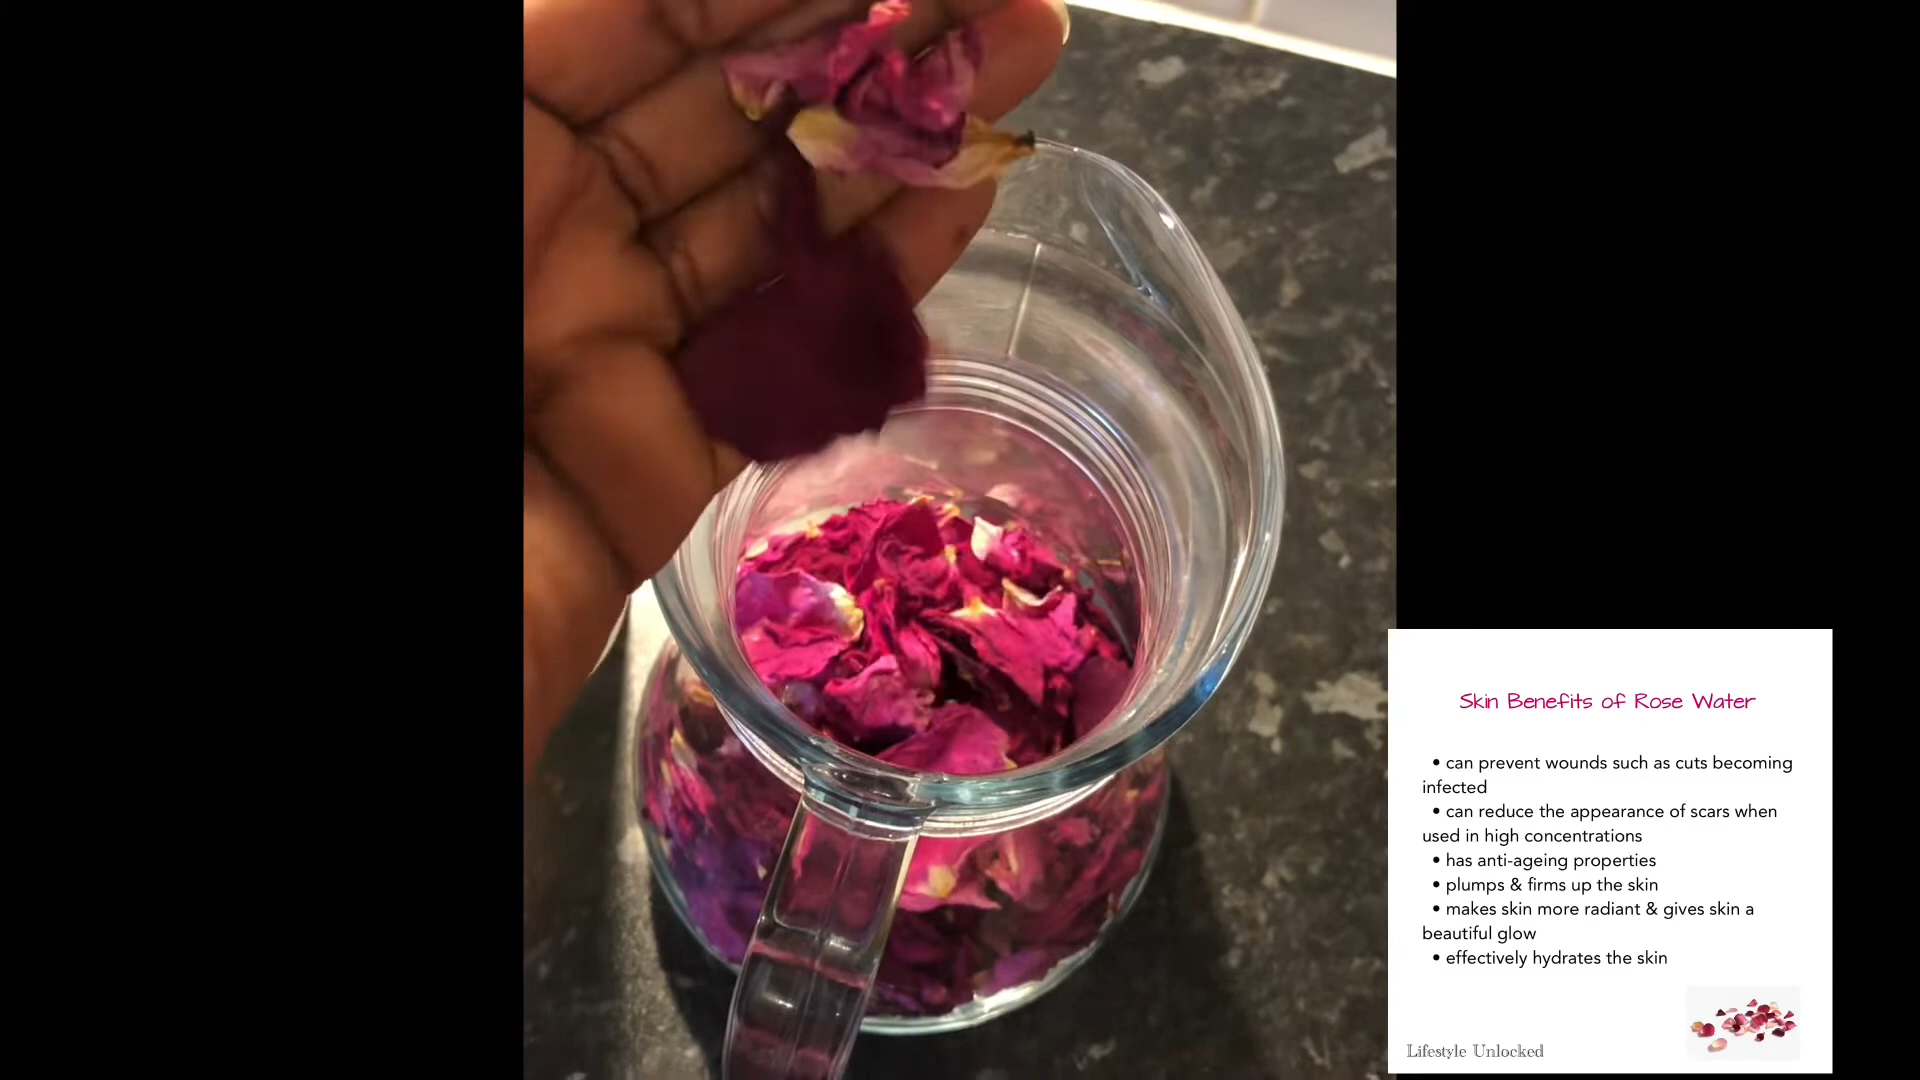 Skin Benefits of Rose Water
• can prevent wounds such as cuts becoming
infected
• can reduce the appearance of scars when
used in high concentrations
• has anti-ageing properties
• plumps & firms up the skin
• makes skin more radiant & gives skin a
beautiful glow
• effectively hydrates the skin
Lifestyle Unlocked